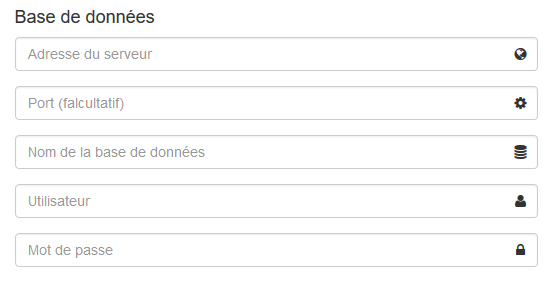 Base de données
Adresse du serveur
Port (falcultatif)
Nom de la base de données
Utilisateur
Mot de passe